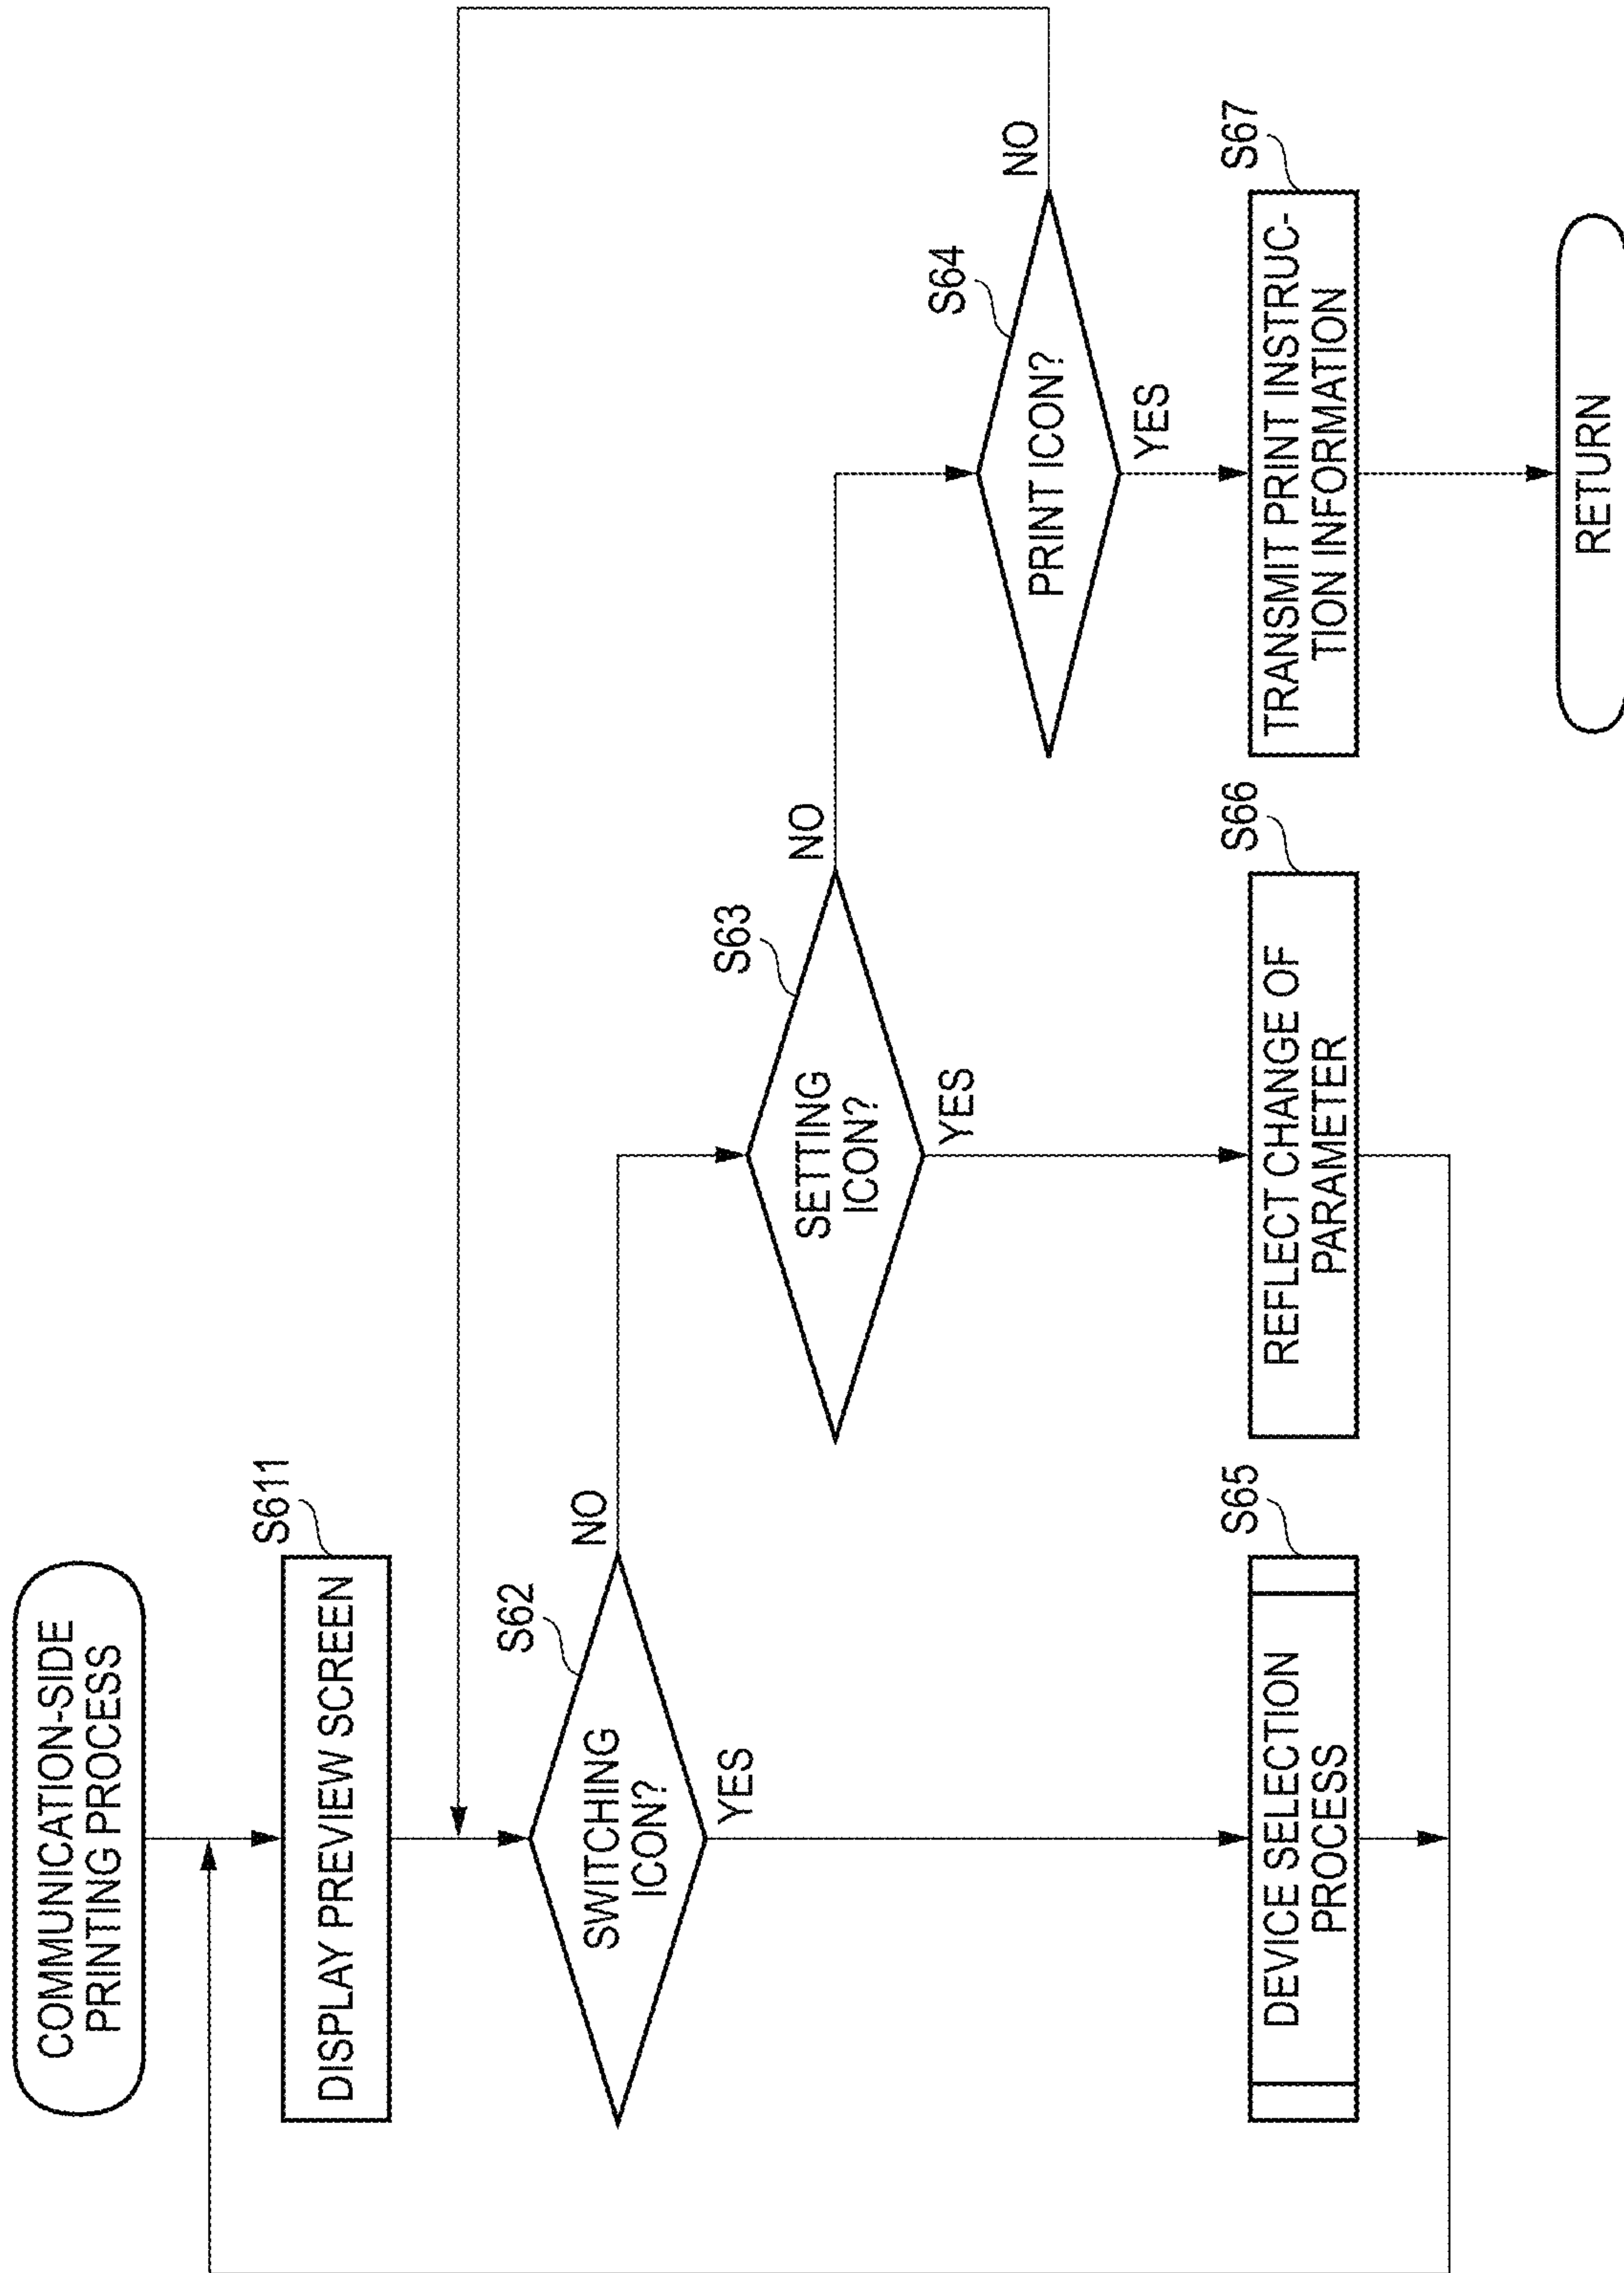 COMMUNICATION-SIDE
PRINTING PROCESS
S611
DISPLAY PREVIEW SCREEN
S62
SWITCHING
ICON?
NO
YES
S63
SETTING
ICON?
NO
YES
S64
PRINT ICON?
NO
YES
S65
DEVICE SELECTION
PROCESS
S66
REFLECT CHANGE OF
PARAMETER
S67
TRANSMIT PRINT INSTRUC-
TION INFORMATION
RETURN